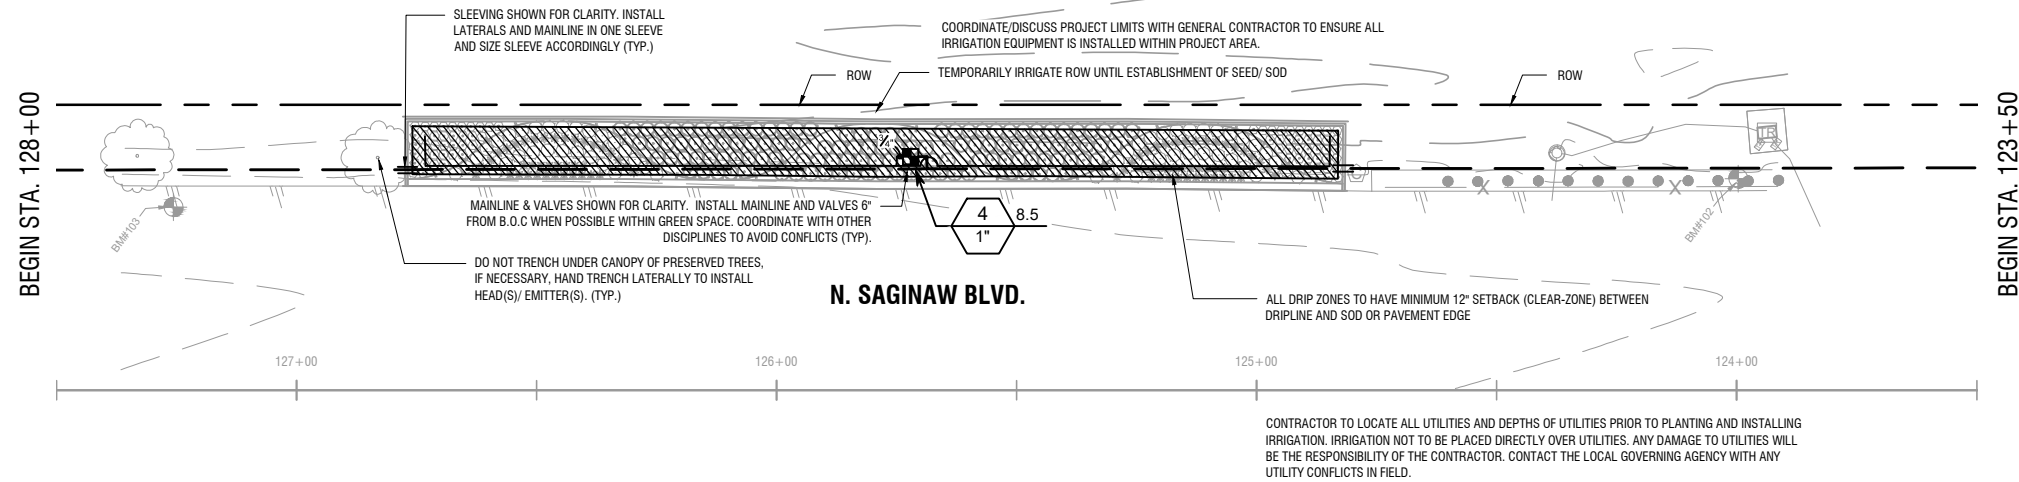 SLEEVING SHOWN FOR CLARITY. INSTALL
LATERALS AND MAINLINE IN ONE SLEEVE
AND SIZE SLEEVE ACCORDINGLY (TYP.)
COORDINATE/DISCUSS PROJECT LIMITS WITH GENERAL CONTRACTOR TO ENSURE ALL
IRRIGATION EQUIPMENT IS INSTALLED WITHIN PROJECT AREA.
ROW
TEMPORARILY IRRIGATE ROW UNTIL ESTABLISHMENT OF SEED/ SOD
ROW
BEGIN STA. 128+00
BEGIN STA. 123+50
TR
3/4"
MAINLINE & VALVES SHOWN FOR CLARITY. INSTALL MAINLINE AND VALVES 6"
FROM B.O.C WHEN POSSIBLE WITHIN GREEN SPACE. COORDINATE WITH OTHER
DISCIPLINES TO AVOID CONFLICTS (TYP).
4
8.5
1"
BM#103
BM#102
X
X
DO NOT TRENCH UNDER CANOPY OF PRESERVED TREES,
IF NECESSARY, HAND TRENCH LATERALLY TO INSTALL
HEAD(S)/ EMITTER(S). (TYP.)
N. SAGINAW BLVD.
ALL DRIP ZONES TO HAVE MINIMUM 12" SETBACK (CLEAR-ZONE) BETWEEN
DRIPLINE AND SOD OR PAVEMENT EDGE
127+00
126+00
125+00
124+00
CONTRACTOR TO LOCATE ALL UTILITIES AND DEPTHS OF UTILITIES PRIOR TO PLANTING AND INSTALLING
IRRIGATION. IRRIGATION NOT TO BE PLACED DIRECTLY OVER UTILITIES. ANY DAMAGE TO UTILITIES WILL
BE THE RESPONSIBILITY OF THE CONTRACTOR. CONTACT THE LOCAL GOVERNING AGENCY WITH ANY
UTILITY CONFLICTS IN FIELD.